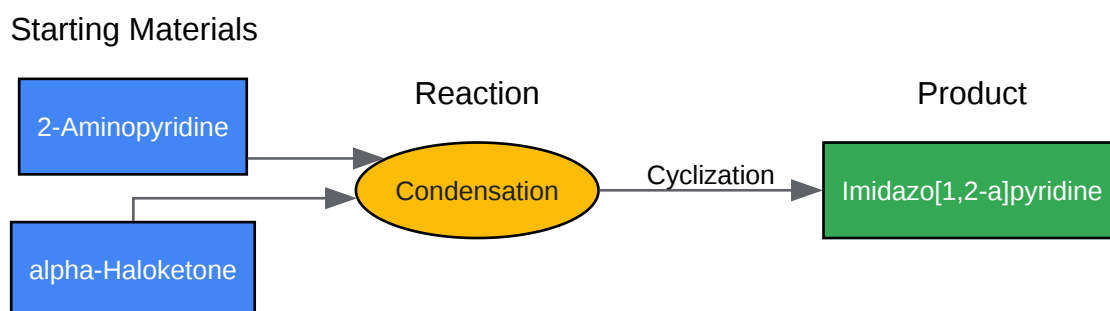 Starting Materials
2-Aminopyridine
alpha-Haloketone
Reaction
Condensation
Cyclization
Product
Imidazo[1,2-a]pyridine